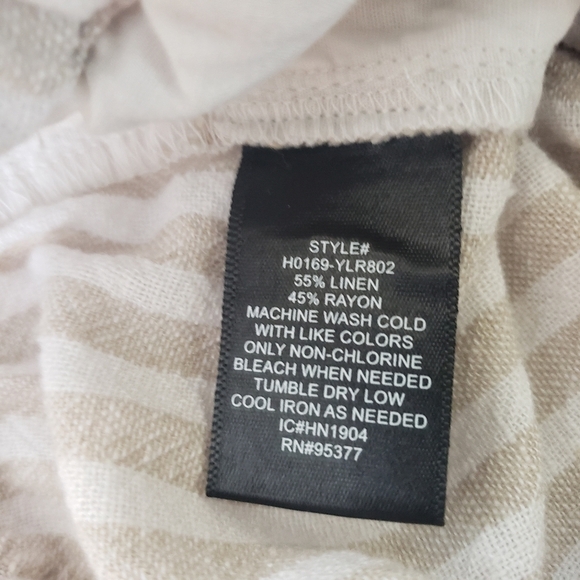 STYLE#
H0169-YLR802
55% LINEN
45% RAYON
MACHINE WASH COLD
WITH LIKE COLORS
ONLY NON-CHLORINE
BLEACH WHEN NEEDED
TUMBLE DRY LOW
COOL IRON AS NEEDED
IC#HN1904
RN#95377